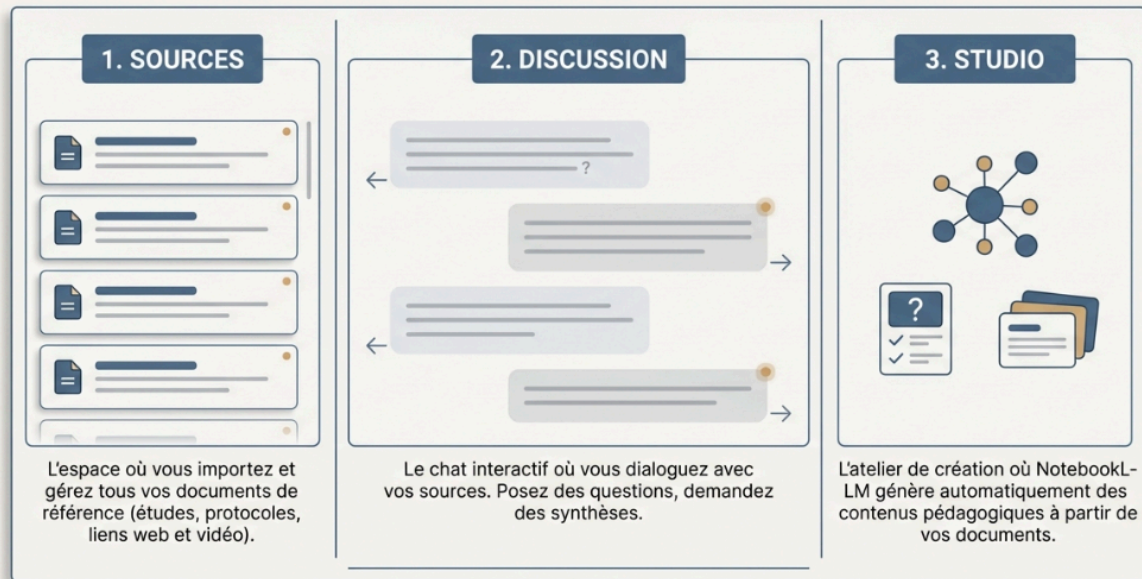 1. SOURCES
2. DISCUSSION
3. STUDIO
?
?
L'espace où vous importez et
gérez tous vos documents de
référence (études, protocoles,
liens web et vidéo).
Le chat interactif où vous dialoguez avec
vos sources. Posez des questions, demandez
des synthèses.
L'atelier de création où NotebookL-
LM génère automatiquement des
contenus pédagogiques à partir de
vos documents.